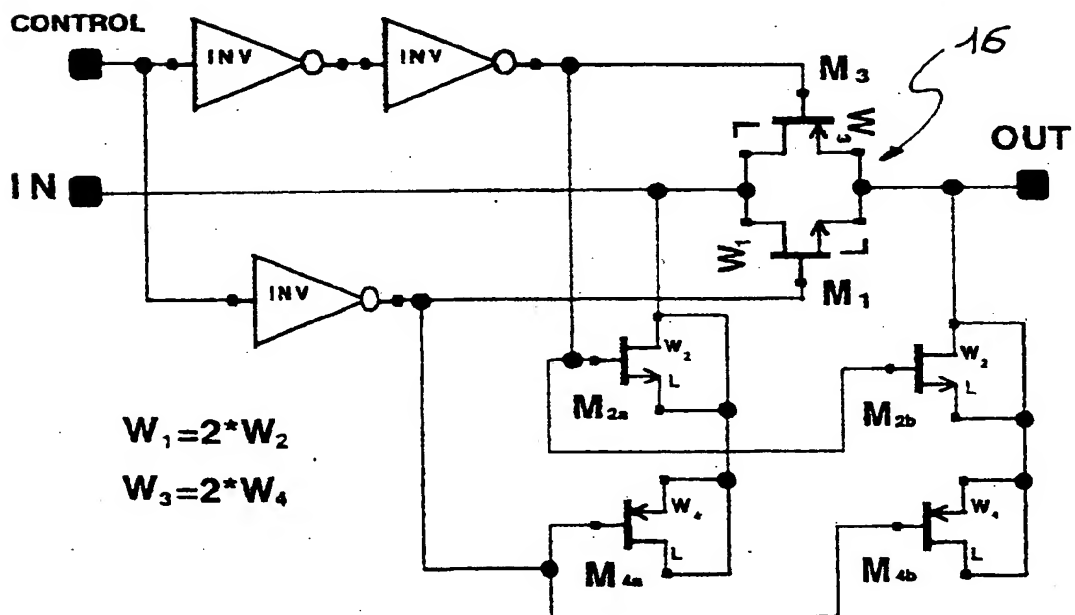 CONTROL
INV
INV
16
M3
L
W3
OUT
IN
W1
L
INV
M1
W2
L
M2a
W2
L
M2b
W1=2*W2
W3=2*W4
W4
L
M4a
W4
L
M4b